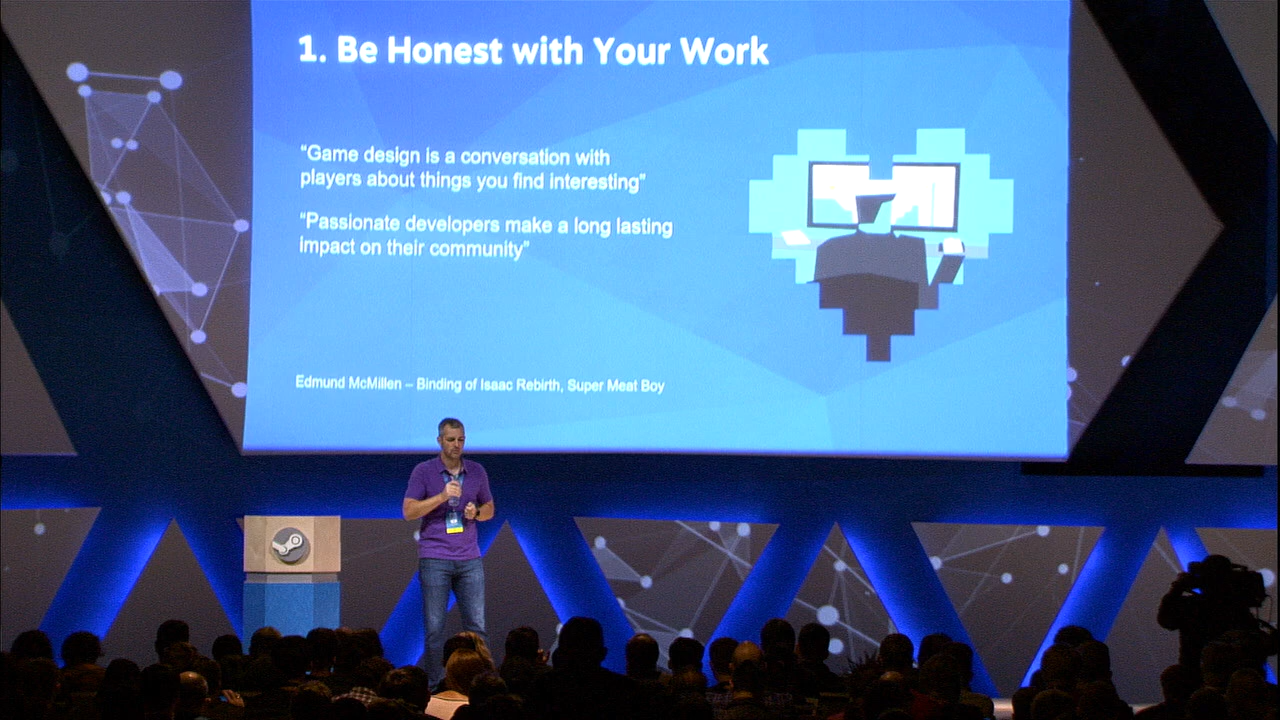 1. Be Honest with Your Work
“Game design is a conversation with
players about things you find interesting”
“Passionate developers make a long lasting
impact on their community”
Edmund McMillen – Binding of Isaac Rebirth, Super Meat Boy